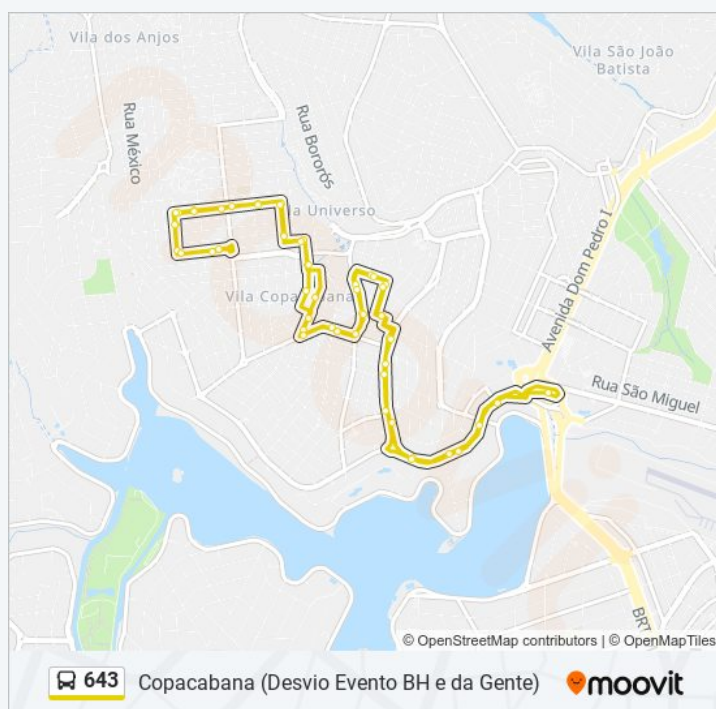 Vila dos Anjos
Vila São João
Batista
Rua México
Rua Bororós
Vila Universo
Avenida Dom Pedro I
Vila Copacabana
Rua São Miguel
BRT
© OpenStreetMap contributors | © OpenMapTiles
643 Copacabana (Desvio Evento BH e da Gente) moovit